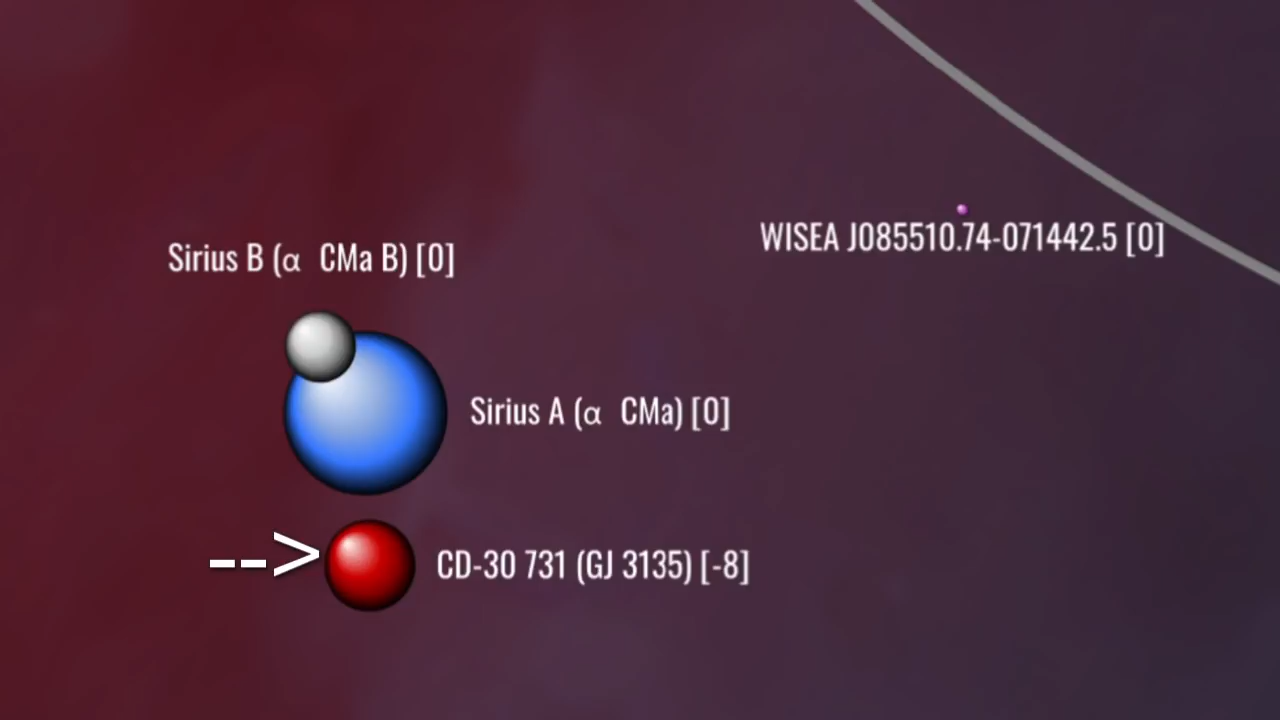 WISEA J085510.74-071442.5 [0]
Sirius B (α CMa B) [0]
Sirius A (α CMa) [0]
--> CD-30 731 (GJ 3135) [-8]